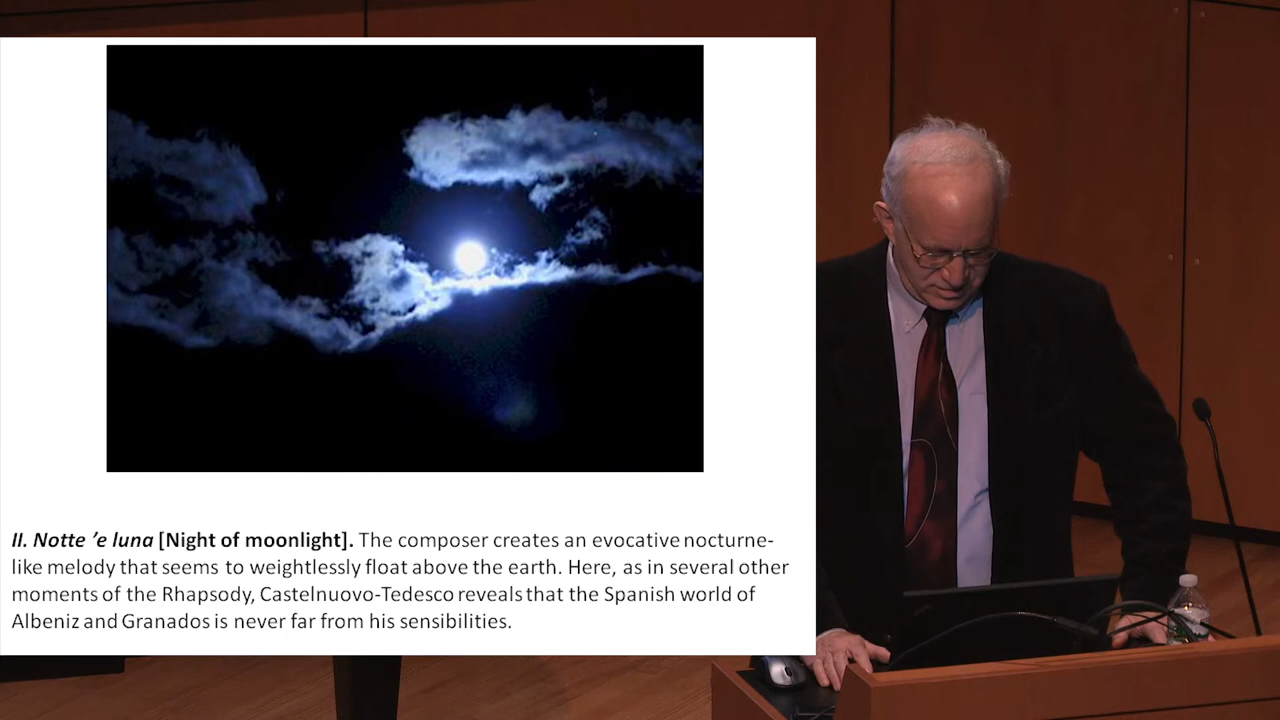 II. Notte ’e luna [Night of moonlight]. The composer creates an evocative nocturne-
like melody that seems to weightlessly float above the earth. Here, as in several other
moments of the Rhapsody, Castelnuovo-Tedesco reveals that the Spanish world of
Albeniz and Granados is never far from his sensibilities.